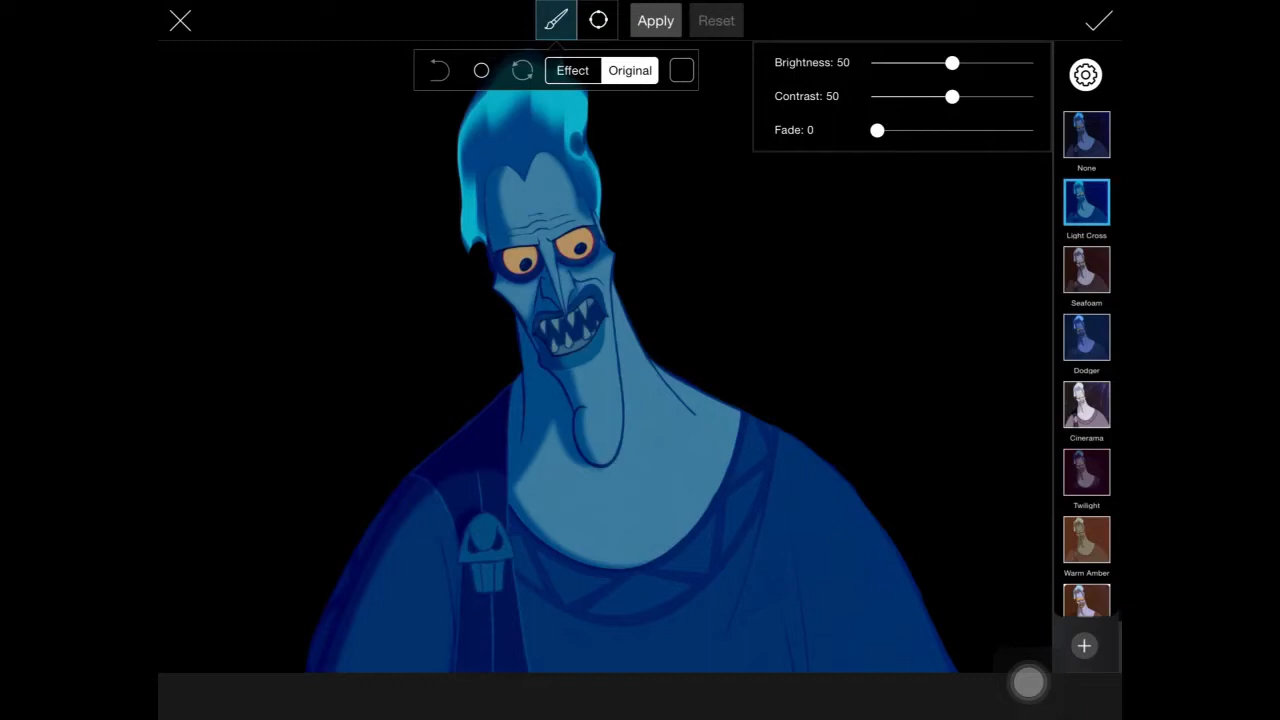 Apply
Reset
Effect
Original
Brightness: 50
Contrast: 50
Fade: 0
None
Light Cross
Seafoam
Dodger
Cinerama
Twilight
Warm Amber